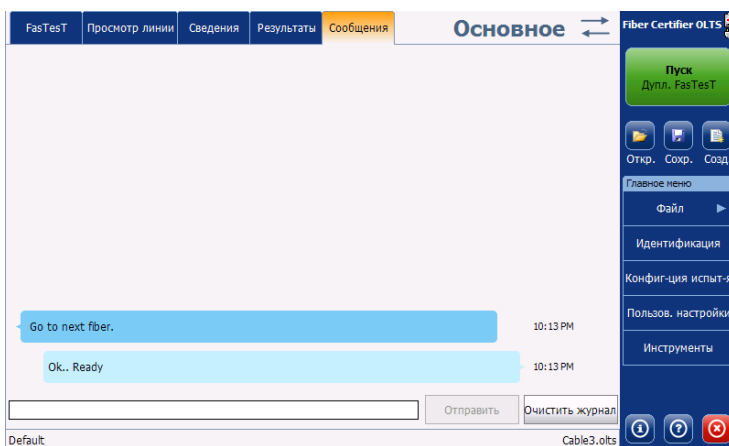 FasTesT
Просмотр линии
Сведения
Результаты
Сообщения
Основное
Fiber Certifier OLTS
Пуск
Дупл. FasTesT
Откр.
Сохр.
Созд
Главное меню
Файл
Идентификация
Конфиг-ция испыт-я
Пользов. настройки
Инструменты
Go to next fiber.
10:13 PM
Ok.. Ready
10:13 PM
Отправить
Очистить журнал
Default
Cable3.olts